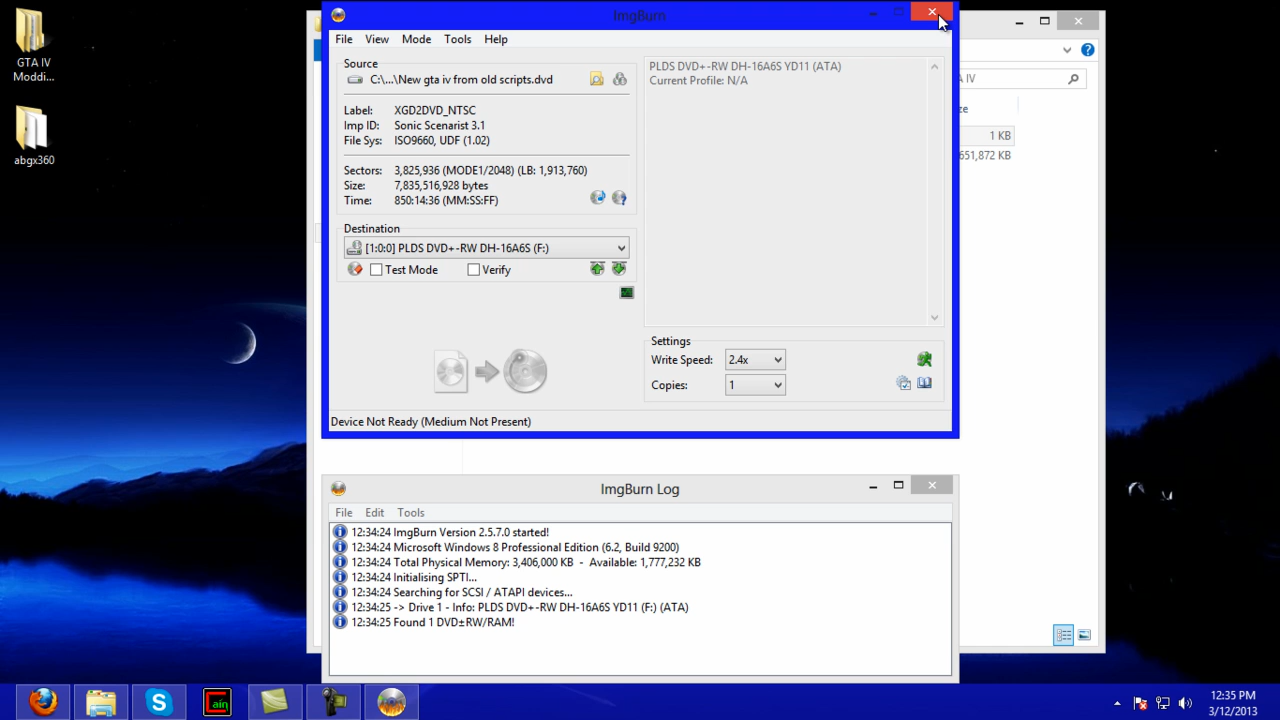 GTA IV
Moddi...
abgx360
ImgBurn
File View Mode Tools Help
Source
C:\...\New gta iv from old scripts.dvd
Label: XGD2DVD_NTSC
Imp ID: Sonic Scenarist 3.1
File Sys: ISO9660, UDF (1.02)
Sectors: 3,825,936 (MODE1/2048) (LB: 1,913,760)
Size: 7,835,516,928 bytes
Time: 850:14:36 (MM:SS:FF)
Destination
[1:0:0] PLDS DVD+-RW DH-16A6S (F:)
Test Mode Verify
PLDS DVD+-RW DH-16A6S YD11 (ATA)
Current Profile: N/A
Settings
Write Speed: 2.4x
Copies: 1
Device Not Ready (Medium Not Present)
A IV
ze
1 KB
651,872 KB
ImgBurn Log
File Edit Tools
12:34:24 ImgBurn Version 2.5.7.0 started!
12:34:24 Microsoft Windows 8 Professional Edition (6.2, Build 9200)
12:34:24 Total Physical Memory: 3,406,000 KB - Available: 1,777,232 KB
12:34:24 Initialising SPTI...
12:34:24 Searching for SCSI / ATAPI devices...
12:34:25 -> Drive 1 - Info: PLDS DVD+-RW DH-16A6S YD11 (F:) (ATA)
12:34:25 Found 1 DVD±RW/RAM!
Cain
12:35 PM
3/12/2013